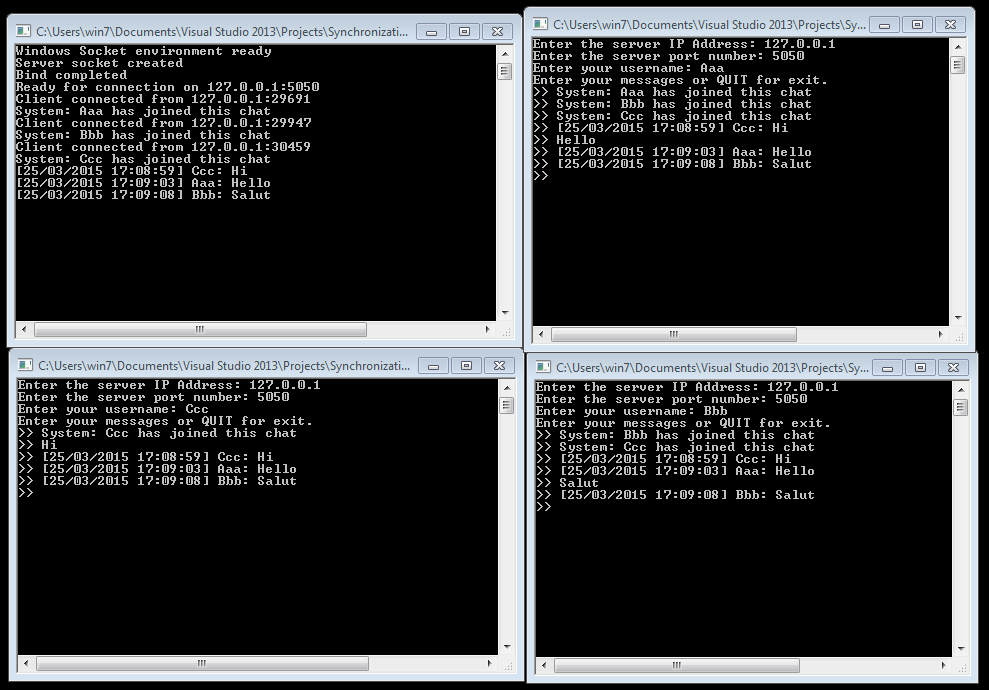 C:\Users\win7\Documents\Visual Studio 2013\Projects\Synchronizati...
Windows Socket environment ready
Server socket created
Bind completed
Ready for connection on 127.0.0.1:5050
Client connected from 127.0.0.1:29691
System: Aaa has joined this chat
Client connected from 127.0.0.1:29947
System: Bbb has joined this chat
Client connected from 127.0.0.1:30459
System: Ccc has joined this chat
[25/03/2015 17:08:59] Ccc: Hi
[25/03/2015 17:09:03] Aaa: Hello
[25/03/2015 17:09:08] Bbb: Salut
C:\Users\win7\Documents\Visual Studio 2013\Projects\Sy...
Enter the server IP Address: 127.0.0.1
Enter the server port number: 5050
Enter your username: Aaa
Enter your messages or QUIT for exit.
>> System: Aaa has joined this chat
>> System: Bbb has joined this chat
>> System: Ccc has joined this chat
>> [25/03/2015 17:08:59] Ccc: Hi
>> Hello
>> [25/03/2015 17:09:03] Aaa: Hello
>> [25/03/2015 17:09:08] Bbb: Salut
>>
C:\Users\win7\Documents\Visual Studio 2013\Projects\Synchronizati...
Enter the server IP Address: 127.0.0.1
Enter the server port number: 5050
Enter your username: Ccc
Enter your messages or QUIT for exit.
>> System: Ccc has joined this chat
>> Hi
>> [25/03/2015 17:08:59] Ccc: Hi
>> [25/03/2015 17:09:03] Aaa: Hello
>> [25/03/2015 17:09:08] Bbb: Salut
>>
C:\Users\win7\Documents\Visual Studio 2013\Projects\Sy...
Enter the server IP Address: 127.0.0.1
Enter the server port number: 5050
Enter your username: Bbb
Enter your messages or QUIT for exit.
>> System: Bbb has joined this chat
>> System: Ccc has joined this chat
>> [25/03/2015 17:08:59] Ccc: Hi
>> [25/03/2015 17:09:03] Aaa: Hello
>> Salut
>> [25/03/2015 17:09:08] Bbb: Salut
>>